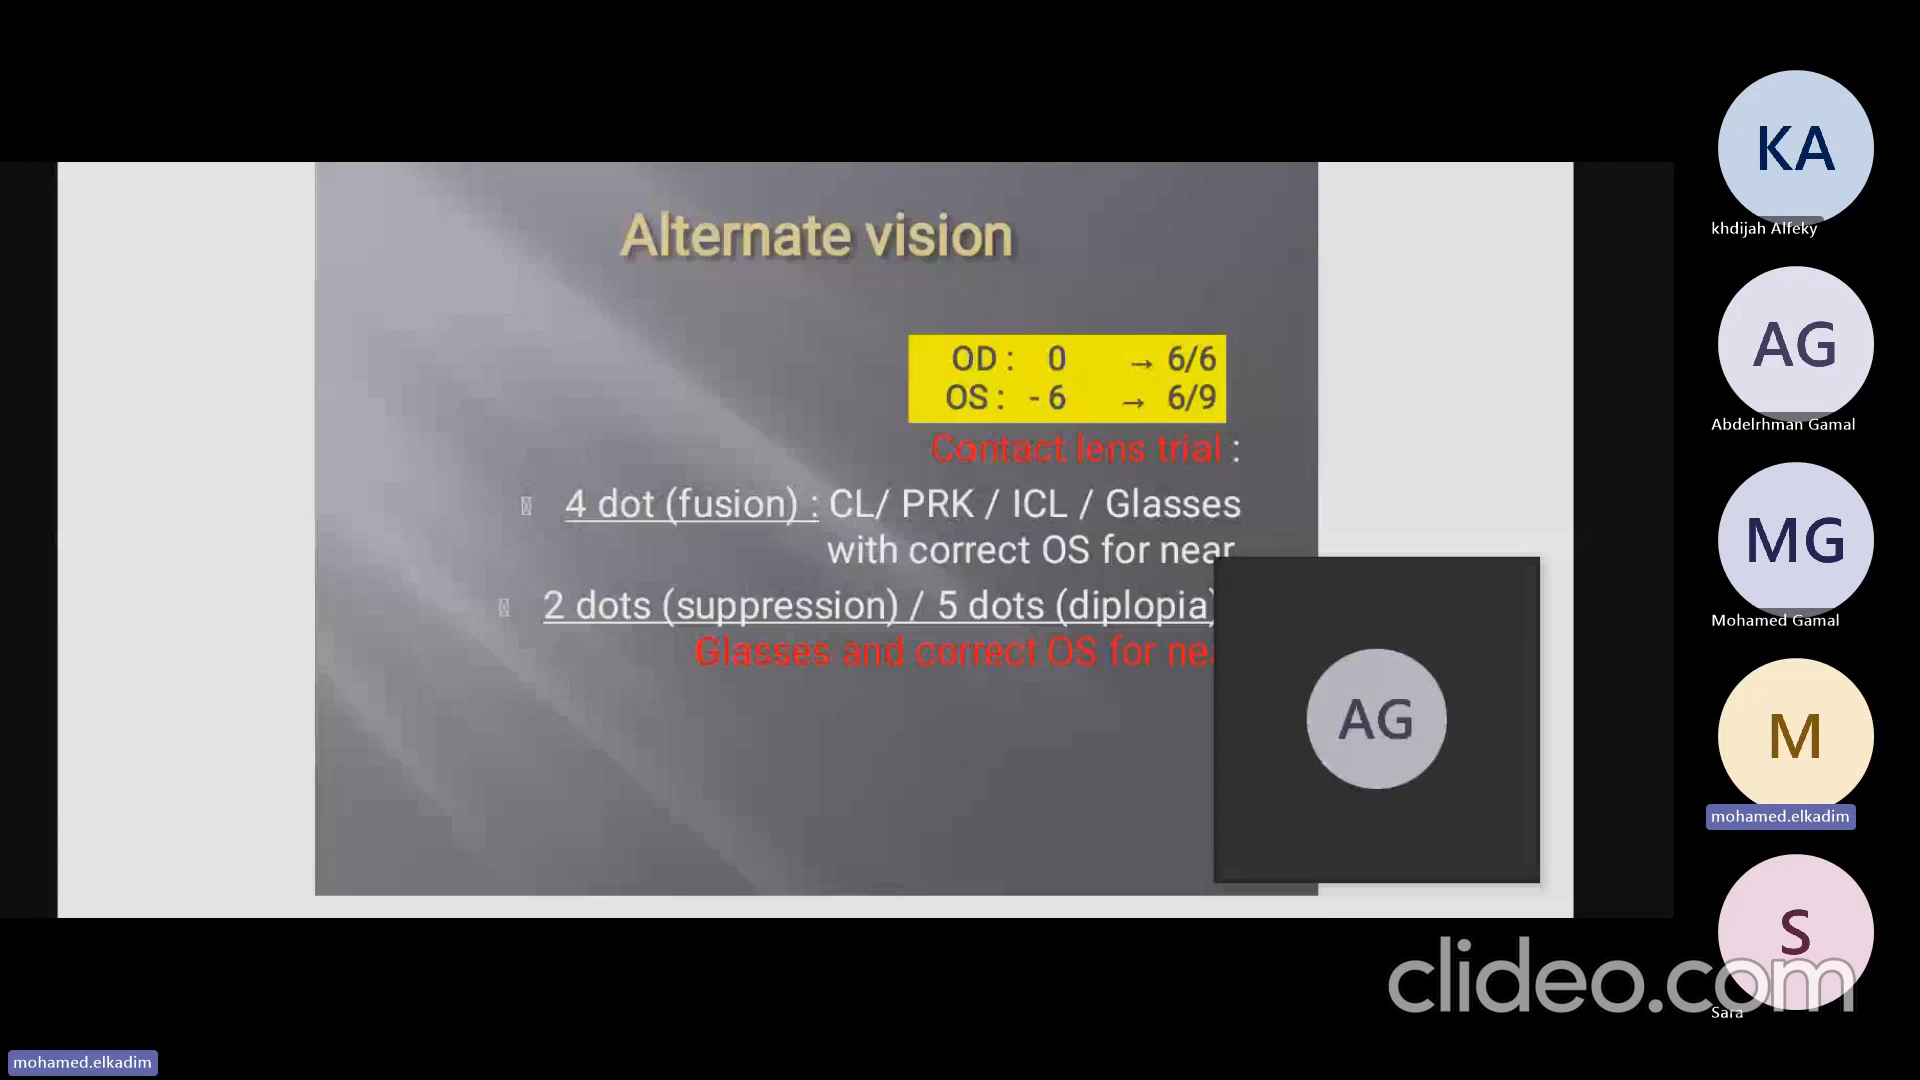 Alternate vision
OD : 0 → 6/6
OS : - 6 → 6/9
Contact lens trial :
4 dot (fusion) : CL/ PRK / ICL / Glasses
with correct OS for near
2 dots (suppression) / 5 dots (diplopia)
Glasses and correct OS for
AG
KA
khdijah Alfeky
AG
Abdelrhman Gamal
MG
Mohamed Gamal
M
mohamed.elkadim
S
Sara
clideo.com
mohamed.elkadim